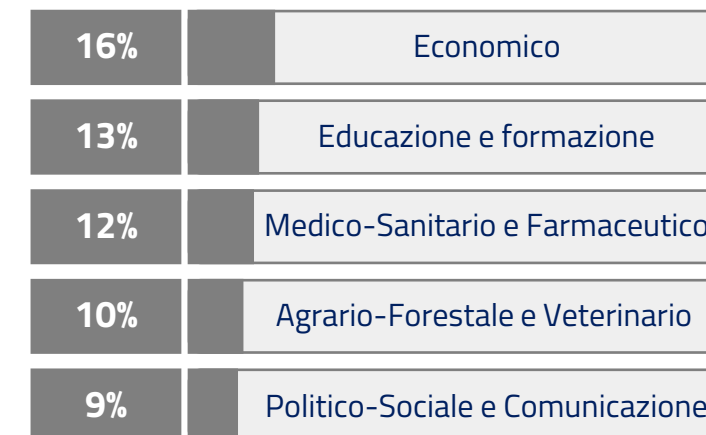 16% Economico
13% Educazione e formazione
12% Medico-Sanitario e Farmaceutico
10% Agrario-Forestale e Veterinario
9% Politico-Sociale e Comunicazione